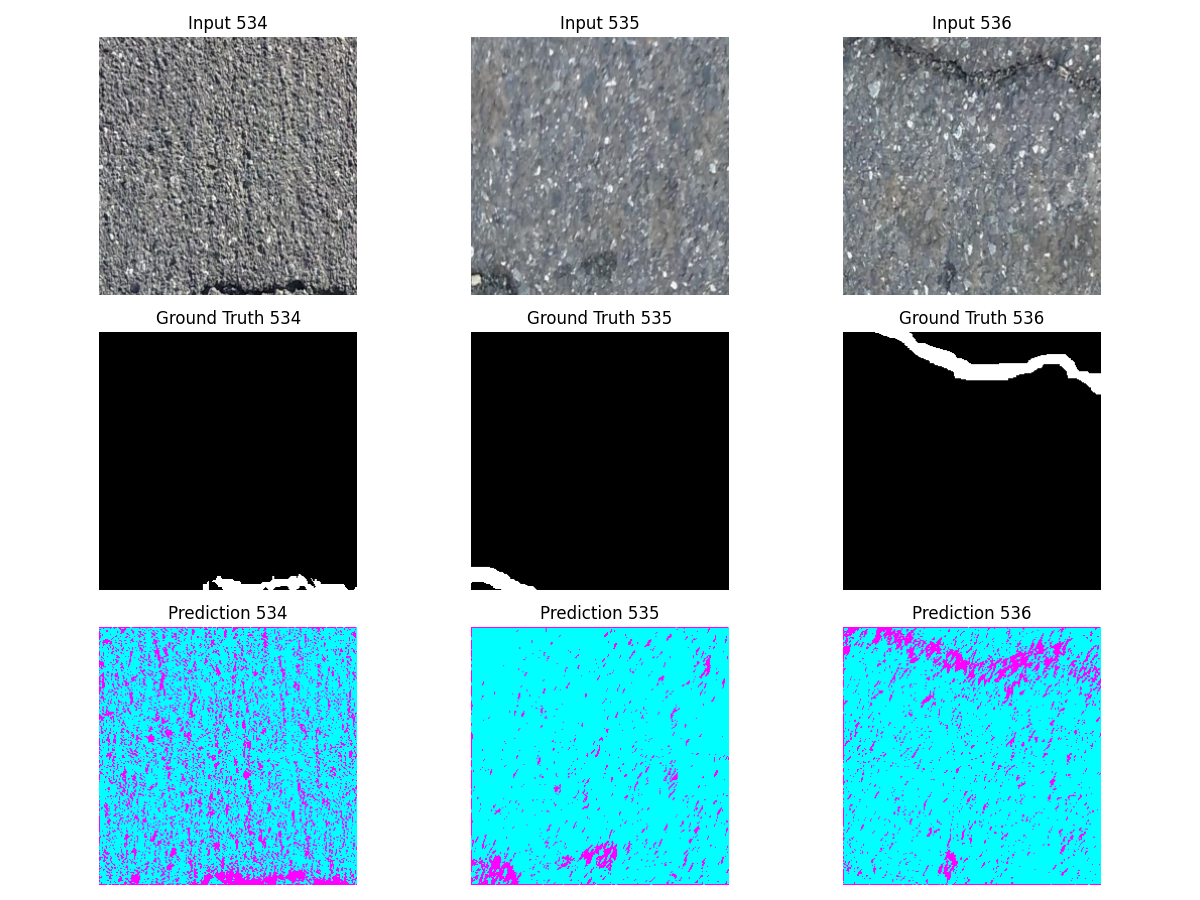 Input 534
Input 535
Input 536
Ground Truth 534
Ground Truth 535
Ground Truth 536
Prediction 534
Prediction 535
Prediction 536